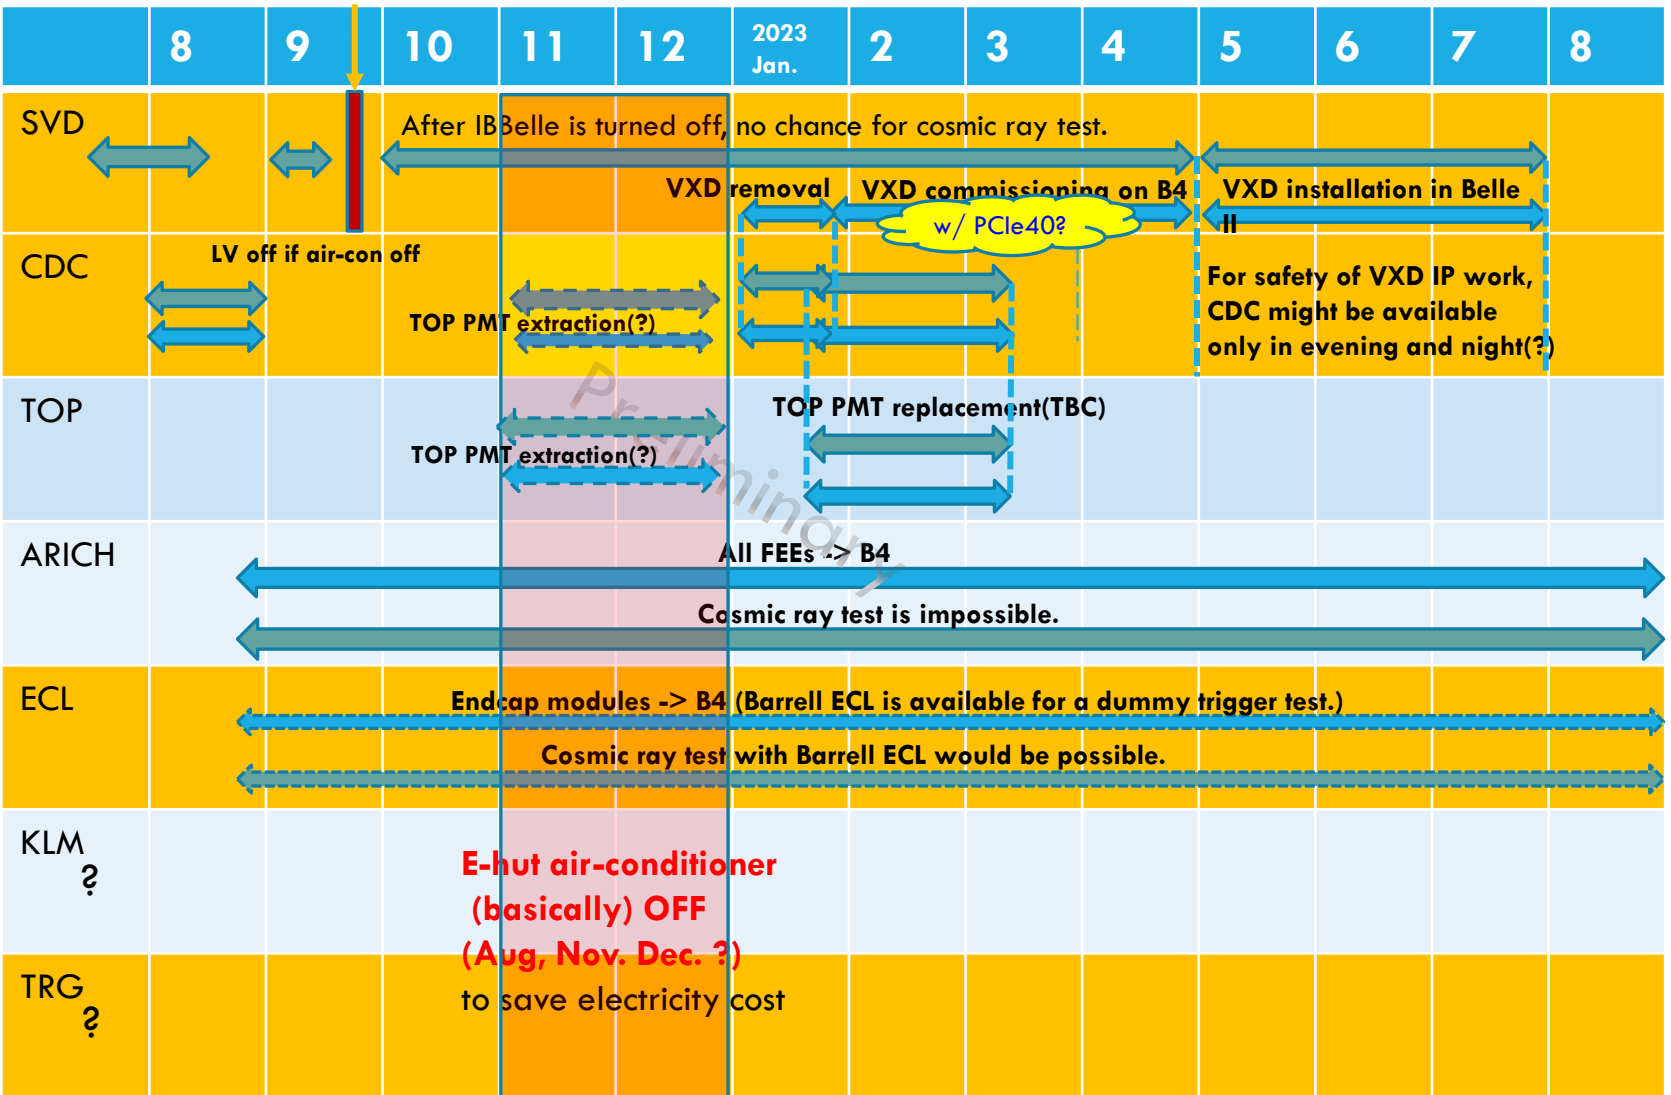 8 9 10 11 12 2023 Jan. 2 3 4 5 6 7 8
SVD
After IBBelle is turned off, no chance for cosmic ray test.
VXD removal
VXD commissioning on B4
w/ PCIe40?
VXD installation in Belle
II
CDC
LV off if air-con off
TOP PMT extraction(?)
For safety of VXD IP work,
CDC might be available
only in evening and night(?)
TOP
TOP PMT replacement(TBC)
TOP PMT extraction(?)
Preliminary
ARICH
All FEEs -> B4
Cosmic ray test is impossible.
ECL
Endcap modules -> B4 (Barrell ECL is available for a dummy trigger test.)
Cosmic ray test with Barrell ECL would be possible.
KLM
?
E-hut air-conditioner
(basically) OFF
(Aug, Nov. Dec. ?)
to save electricity cost
TRG
?